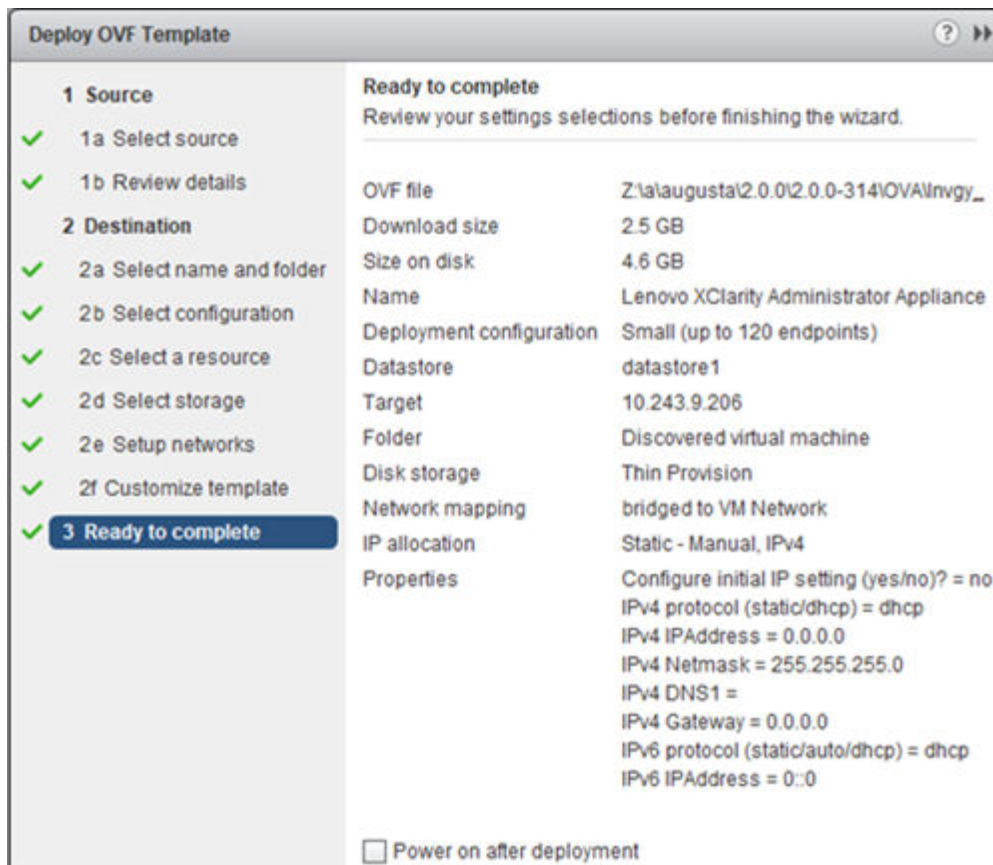 Deploy OVF Template
1 Source
1a Select source
1b Review details
2 Destination
2a Select name and folder
2b Select configuration
2c Select a resource
2d Select storage
2e Setup networks
2f Customize template
3 Ready to complete
Ready to complete
Review your settings selections before finishing the wizard.
OVF file Z:\a\augusta\2.0.0\2.0.0-314\OVA\lnvgy_
Download size 2.5 GB
Size on disk 4.6 GB
Name Lenovo XClarity Administrator Appliance
Deployment configuration Small (up to 120 endpoints)
Datastore datastore1
Target 10.243.9.206
Folder Discovered virtual machine
Disk storage Thin Provision
Network mapping bridged to VM Network
IP allocation Static - Manual, IPv4
Properties Configure initial IP setting (yes/no)? = no
IPv4 protocol (static/dhcp) = dhcp
IPv4 IPAddress = 0.0.0.0
IPv4 Netmask = 255.255.255.0
IPv4 DNS1 =
IPv4 Gateway = 0.0.0.0
IPv6 protocol (static/auto/dhcp) = dhcp
IPv6 IPAddress = 0::0
Power on after deployment